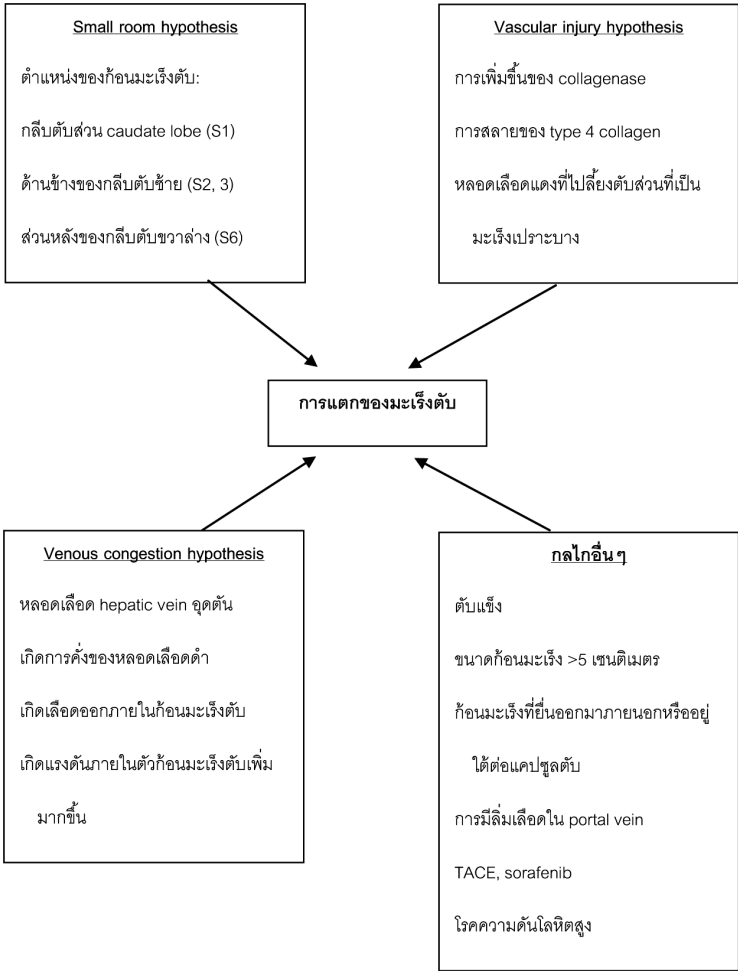 Small room hypothesis
ตำแหน่งของก้อนมะเร็งตับ:
กลีบตับส่วน caudate lobe (S1)
ด้านข้างของกลีบตับซ้าย (S2, 3)
ส่วนหลังของกลีบตับขวาล่าง (S6)
Vascular injury hypothesis
การเพิ่มขึ้นของ collagenase
การสลายของ type 4 collagen
หลอดเลือดแดงที่ไปลี้ยงตับส่วนที่เป็น
มะเร็งเปราะบาง
การแตกของมะเร็งตับ
Venous congestion hypothesis
หลอดเลือด hepatic vein อุดตัน
เกิดการคั่งของหลอดเลือดดำ
เกิดเลือดออกภายในก้อนมะเร็งตับ
เกิดแรงดันภายในตัวก้อนมะเร็งตับเพิ่ม
มากขึ้น
กลไกอื่น ๆ
ตับแข็ง
ขนาดก้อนมะเร็ง >5 เซนติเมตร
ก้อนมะเร็งที่ยื่นออกมาภายนอกหรืออยู่
ใต้ต่อแคปซูลตับ
การมีลิ่มเลือดใน portal vein
TACE, sorafenib
โรคความดันโลหิตสูง